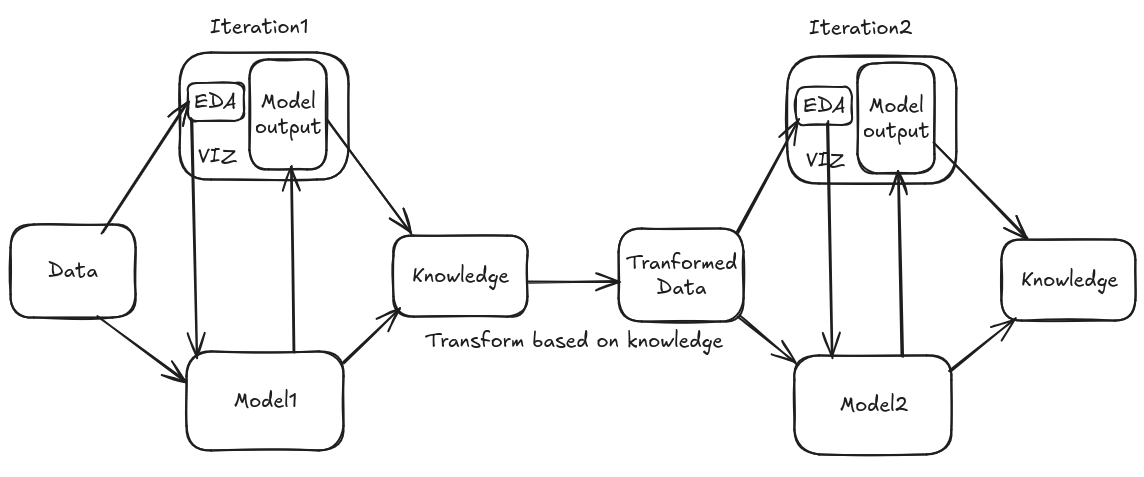 Iteration1
EDA
Model
output
VIZ
Data
Model1
Knowledge
Transform based on knowledge
Tranformed
Data
Iteration2
EDA
Model
output
VIZ
Model2
Knowledge